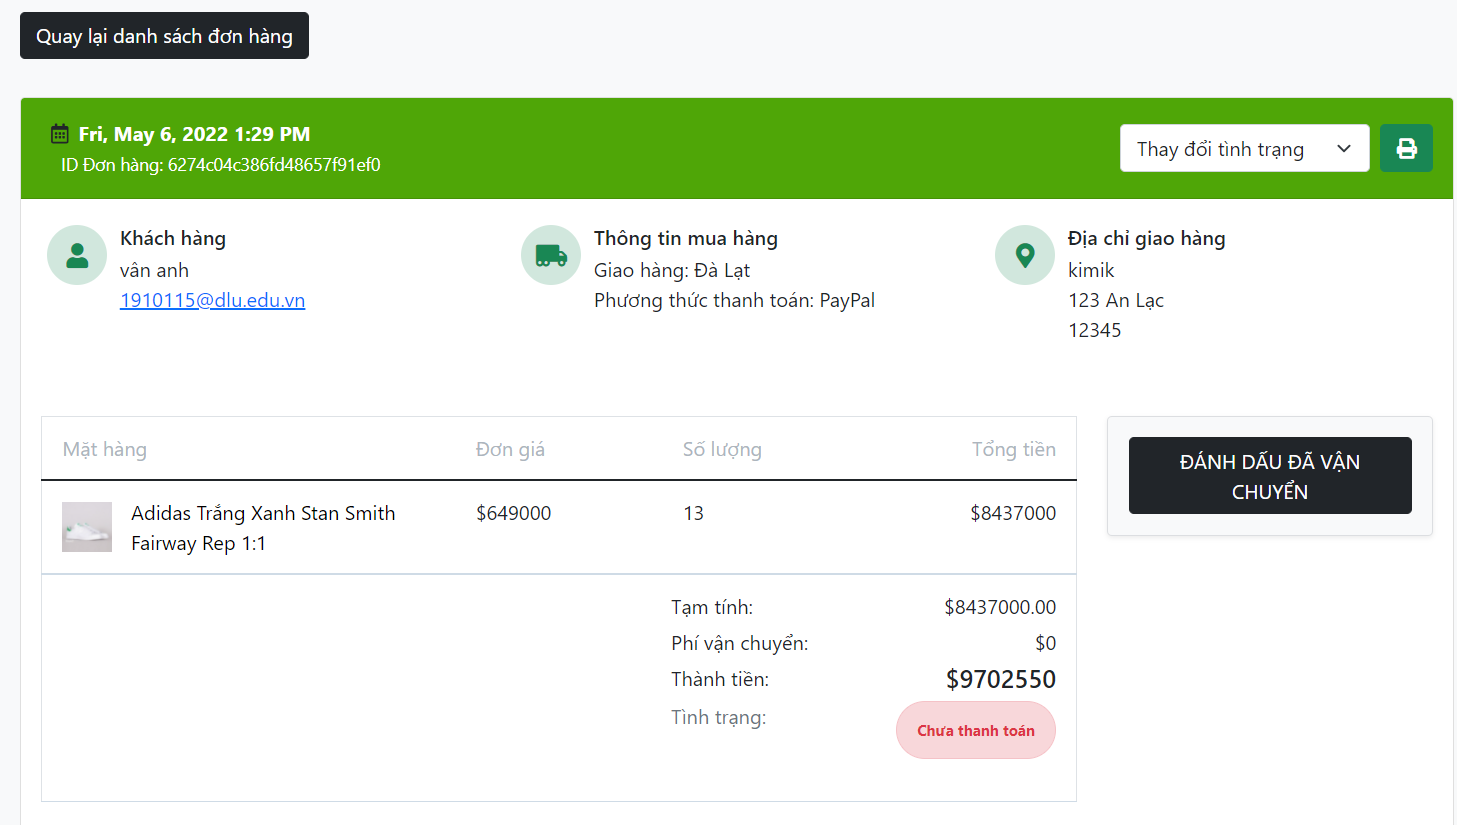 Quay lại danh sách đơn hàng
Fri, May 6, 2022 1:29 PM
ID Đơn hàng: 6274c04c386fd48657f91ef0
Thay đổi tình trạng
Khách hàng
vân anh
1910115@dlu.edu.vn
Thông tin mua hàng
Giao hàng: Đà Lạt
Phương thức thanh toán: PayPal
Địa chỉ giao hàng
kimik
123 An Lạc
12345
Mặt hàng Đơn giá Số lượng Tổng tiền
Adidas Trắng Xanh Stan Smith $649000 13 $8437000
Fairway Rep 1:1
Tạm tính: $8437000.00
Phí vận chuyển: $0
Thành tiền: $9702550
Tình trạng: Chưa thanh toán
ĐÁNH DẤU ĐÃ VẬN
CHUYỂN